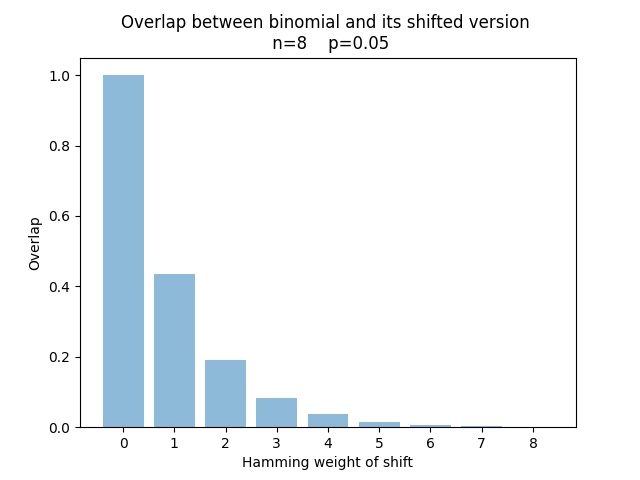 Overlap between binomial and its shifted version
n=8 p=0.05
1.0
0.8
0.6
0.4
0.2
0.0
Overlap
0 1 2 3 4 5 6 7 8
Hamming weight of shift